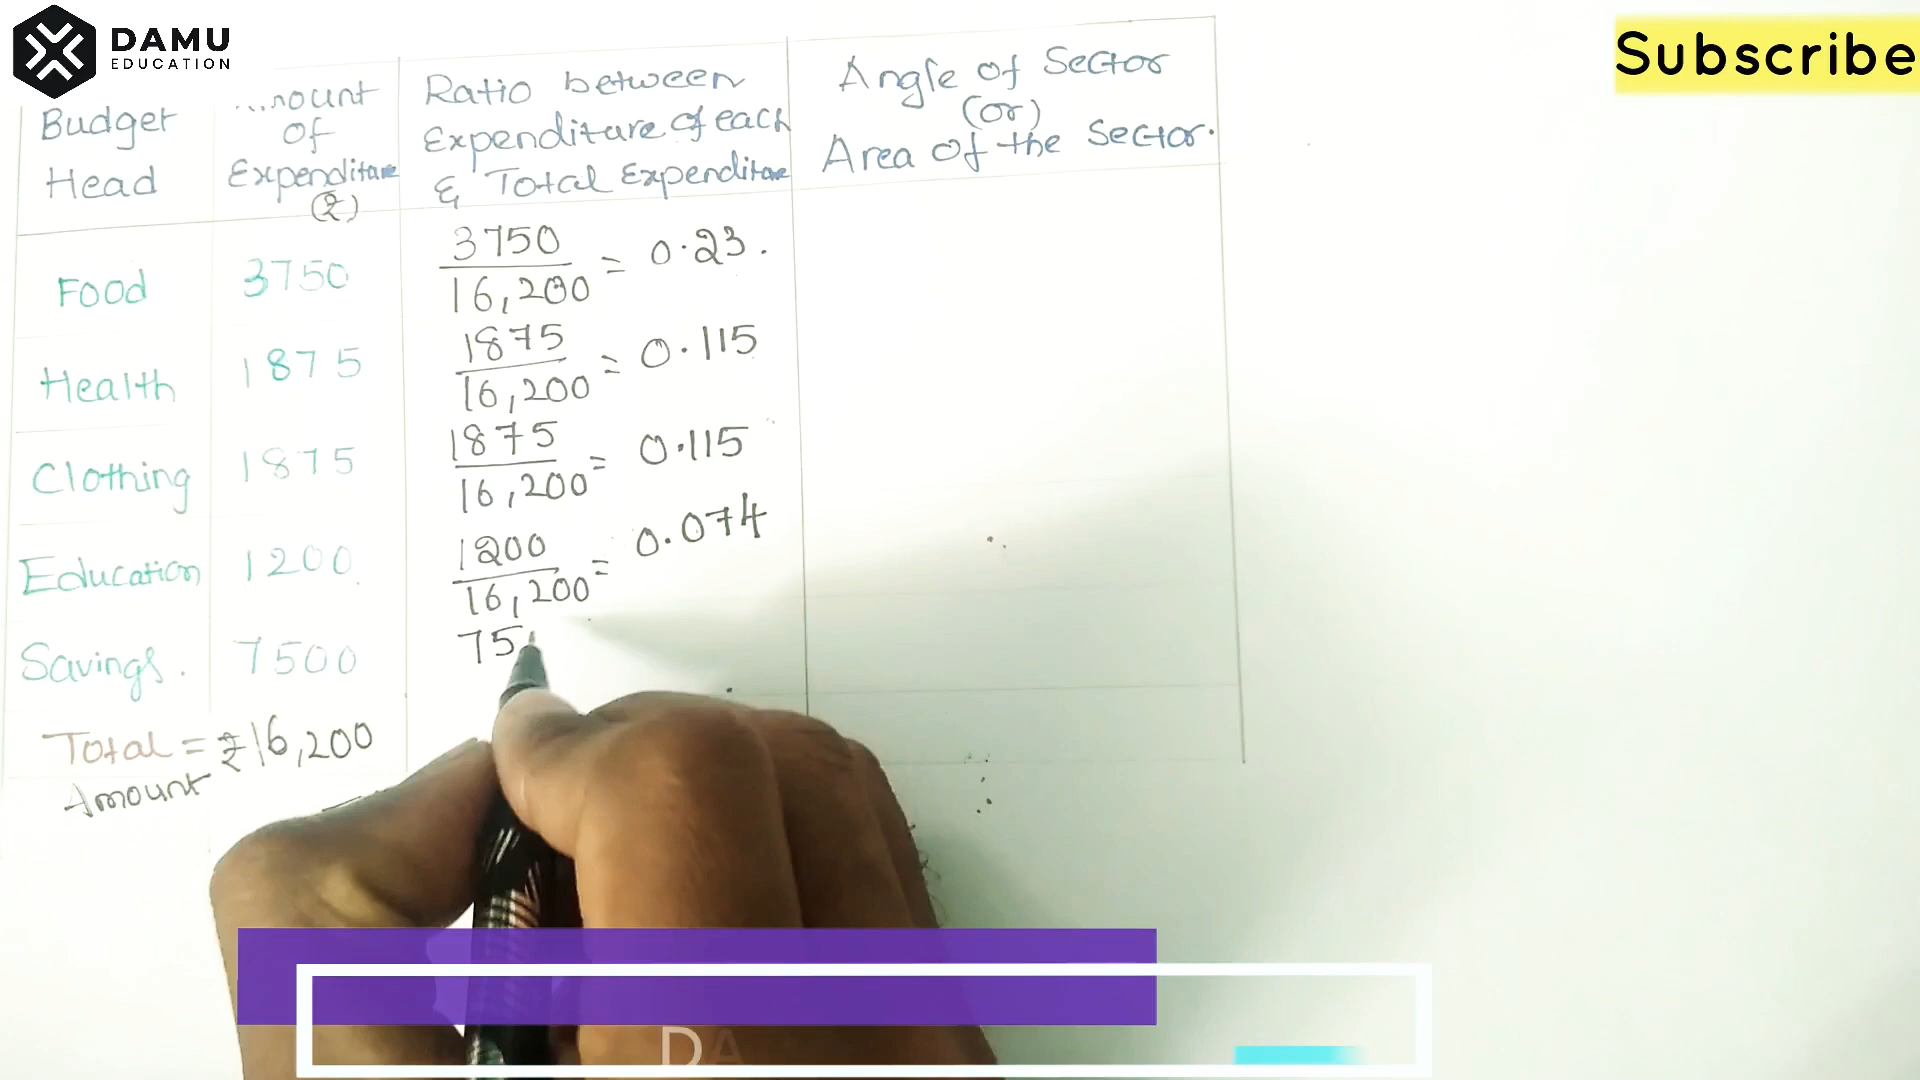 DAMU
EDUCATION
Subscribe
Budget
Head
Amount
of
Expenditure
(₹)
Ratio between
Expenditure of each
& Total Expenditure
Angle of Sector
(or)
Area of the Sector.
Food
3750
3750
16,200
= 0.23.
Health
1875
1875
16,200
= 0.115
Clothing
1875
1875
16,200
= 0.115
Education
1200.
1200
16,200
= 0.074
Savings.
7500
75
Total = ₹16,200
Amount
DA